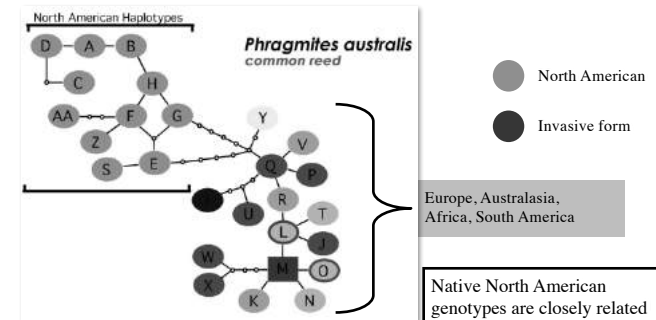 North American Haplotypes
D A B
Phragmites australis
common reed
C
H
North American
AA F G Y
Invasive form
Z V
S E Q P
Europe, Australasia,
Africa, South America
U R T
L
J
W M O
X
K N
Native North American
genotypes are closely related